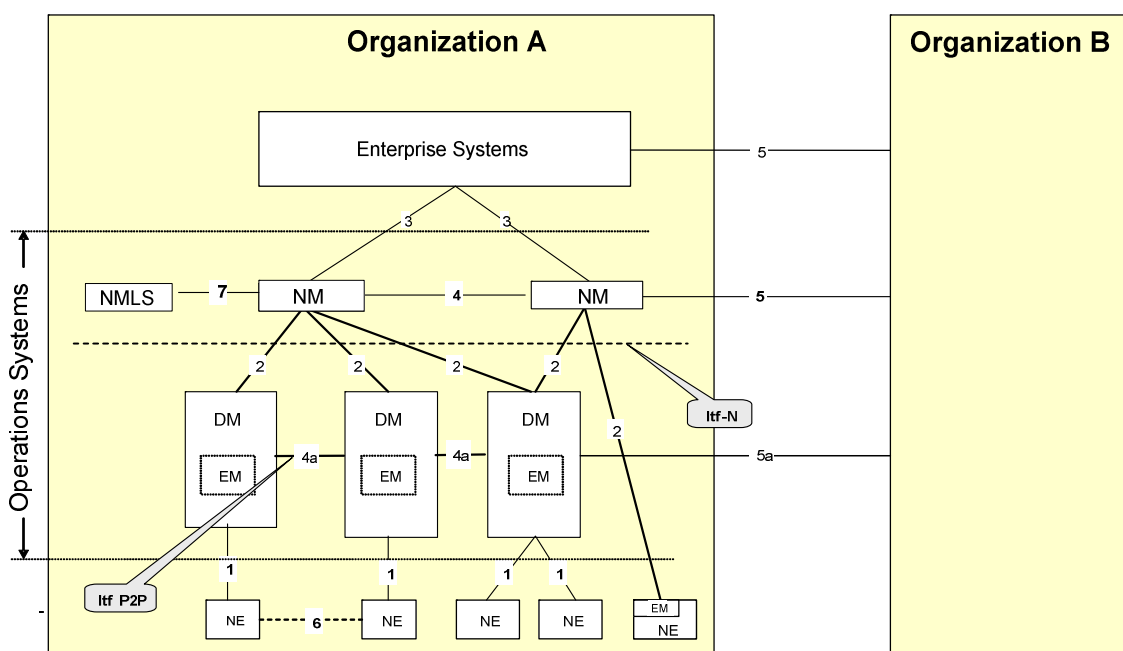 Organization A
Organization B
Enterprise Systems
5
3
3
Operations Systems
NMLS
7
NM
4
NM
5
2
2
2
2
Itf-N
DM
DM
DM
2
4a
4a
5a
EM
EM
EM
1
1
1
1
Itf P2P
NE
6
NE
NE
NE
EM
NE